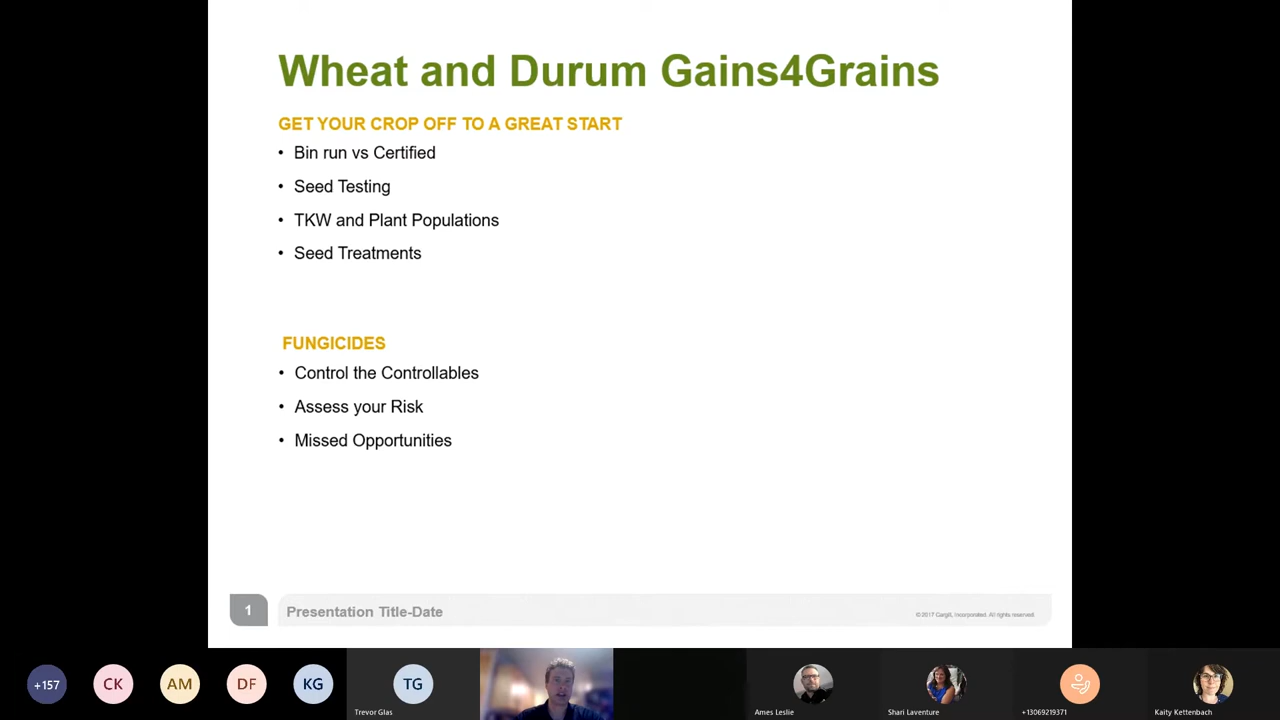 Wheat and Durum Gains4Grains
GET YOUR CROP OFF TO A GREAT START
• Bin run vs Certified
• Seed Testing
• TKW and Plant Populations
• Seed Treatments
FUNGICIDES
• Control the Controllables
• Assess your Risk
• Missed Opportunities
1
Presentation Title-Date
© 2017 Cargill, Incorporated. All rights reserved.
+157
CK
AM
DF
KG
TG
Trevor Glas
Ames Leslie
Shari Laventure
+13069219371
Kaity Kettenbach